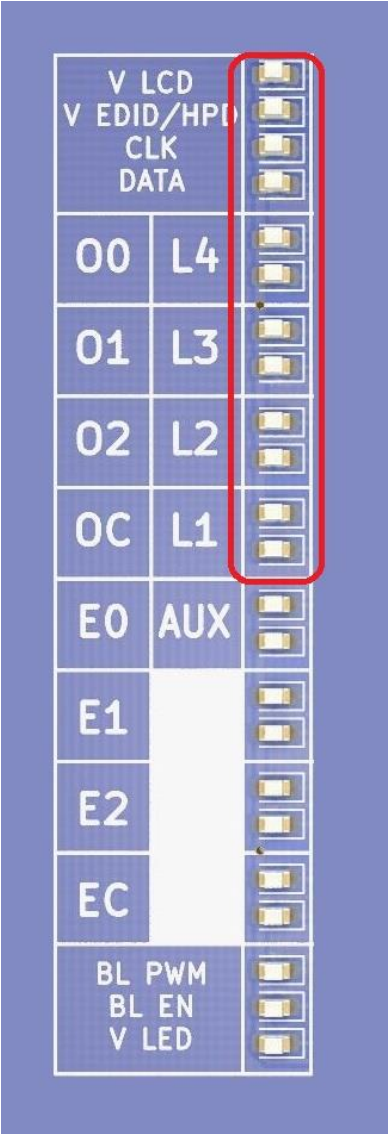 V LCD
V EDID/HPD
CLK
DATA
O0 L4
O1 L3
O2 L2
OC L1
E0 AUX
E1
E2
EC
BL PWM
BL EN
V LED